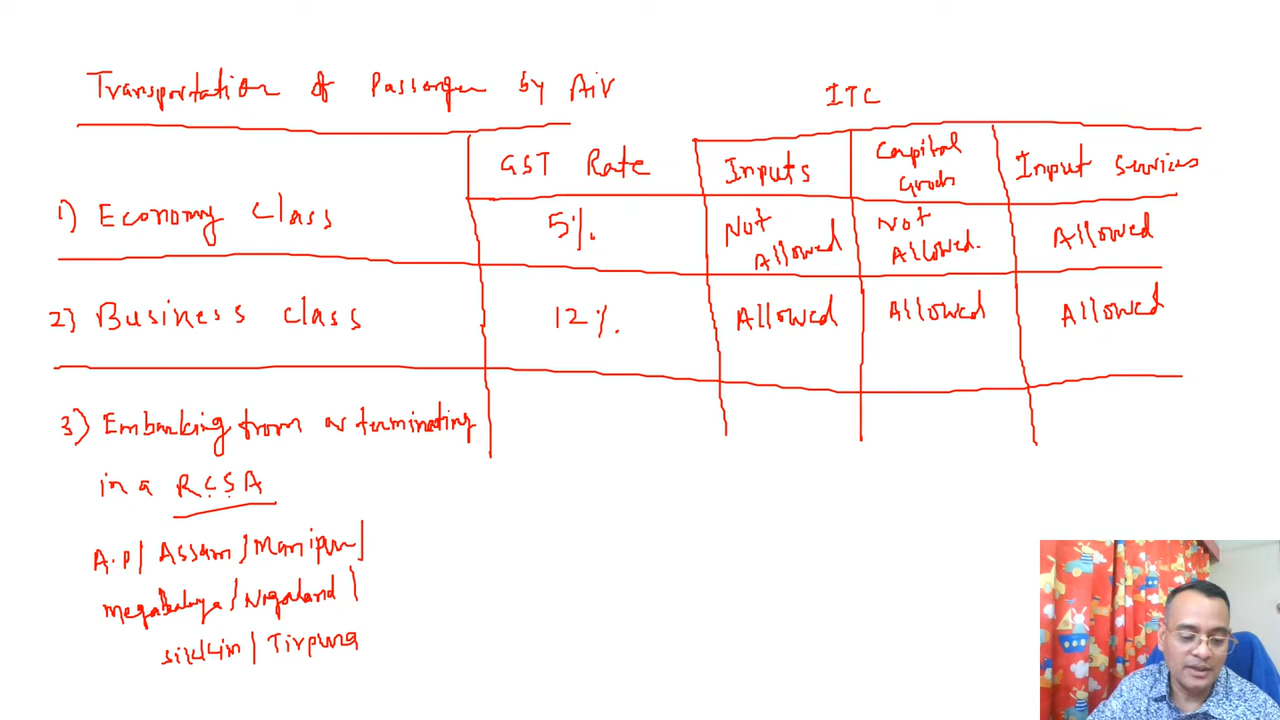 Transportation of Passenger by Air
ITC
GST Rate Inputs Capital Goods Input Services
1) Economy class 5%. Not Allowed Not Allowed. Allowed
2) Business class 12%. Allowed Allowed Allowed
3) Embarking from or terminating
in a RCSA
A.P/ Assam/ Manipur/
Megahalaya/ Nagaland/
Sikkim/ Tirpura